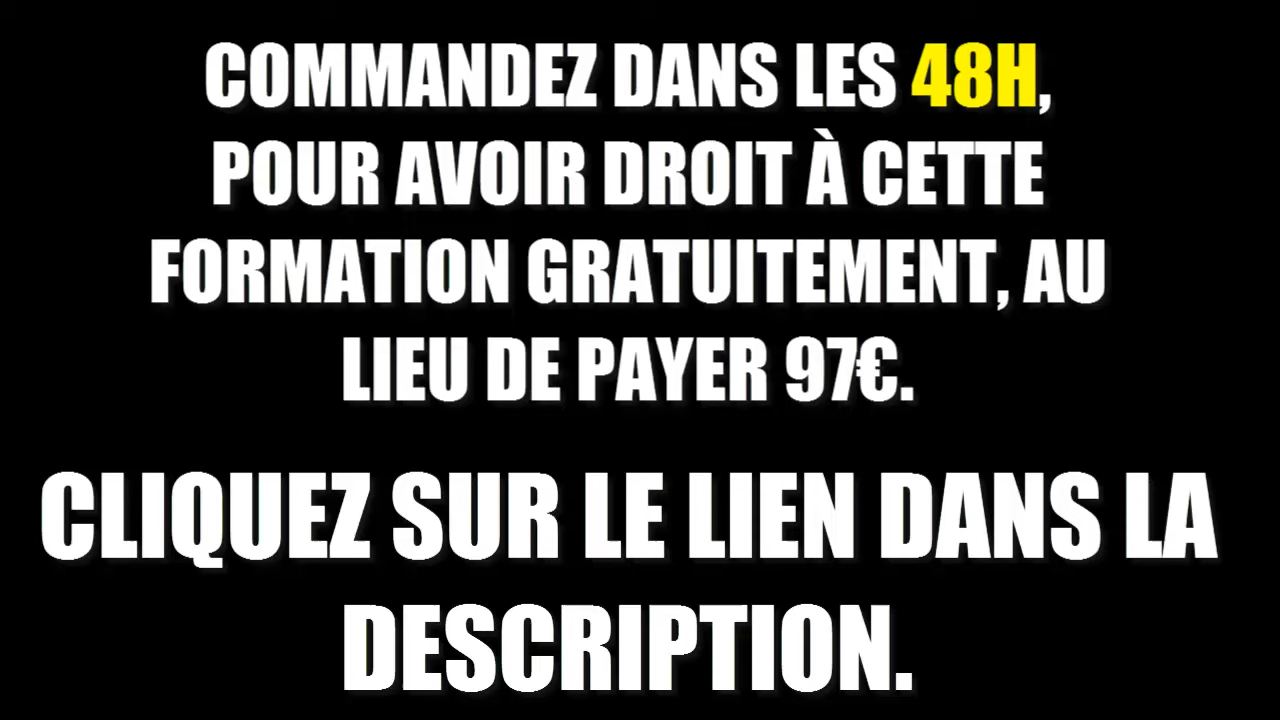 COMMANDEZ DANS LES 48H,
POUR AVOIR DROIT À CETTE
FORMATION GRATUITEMENT, AU
LIEU DE PAYER 97€.
CLIQUEZ SUR LE LIEN DANS LA
DESCRIPTION.